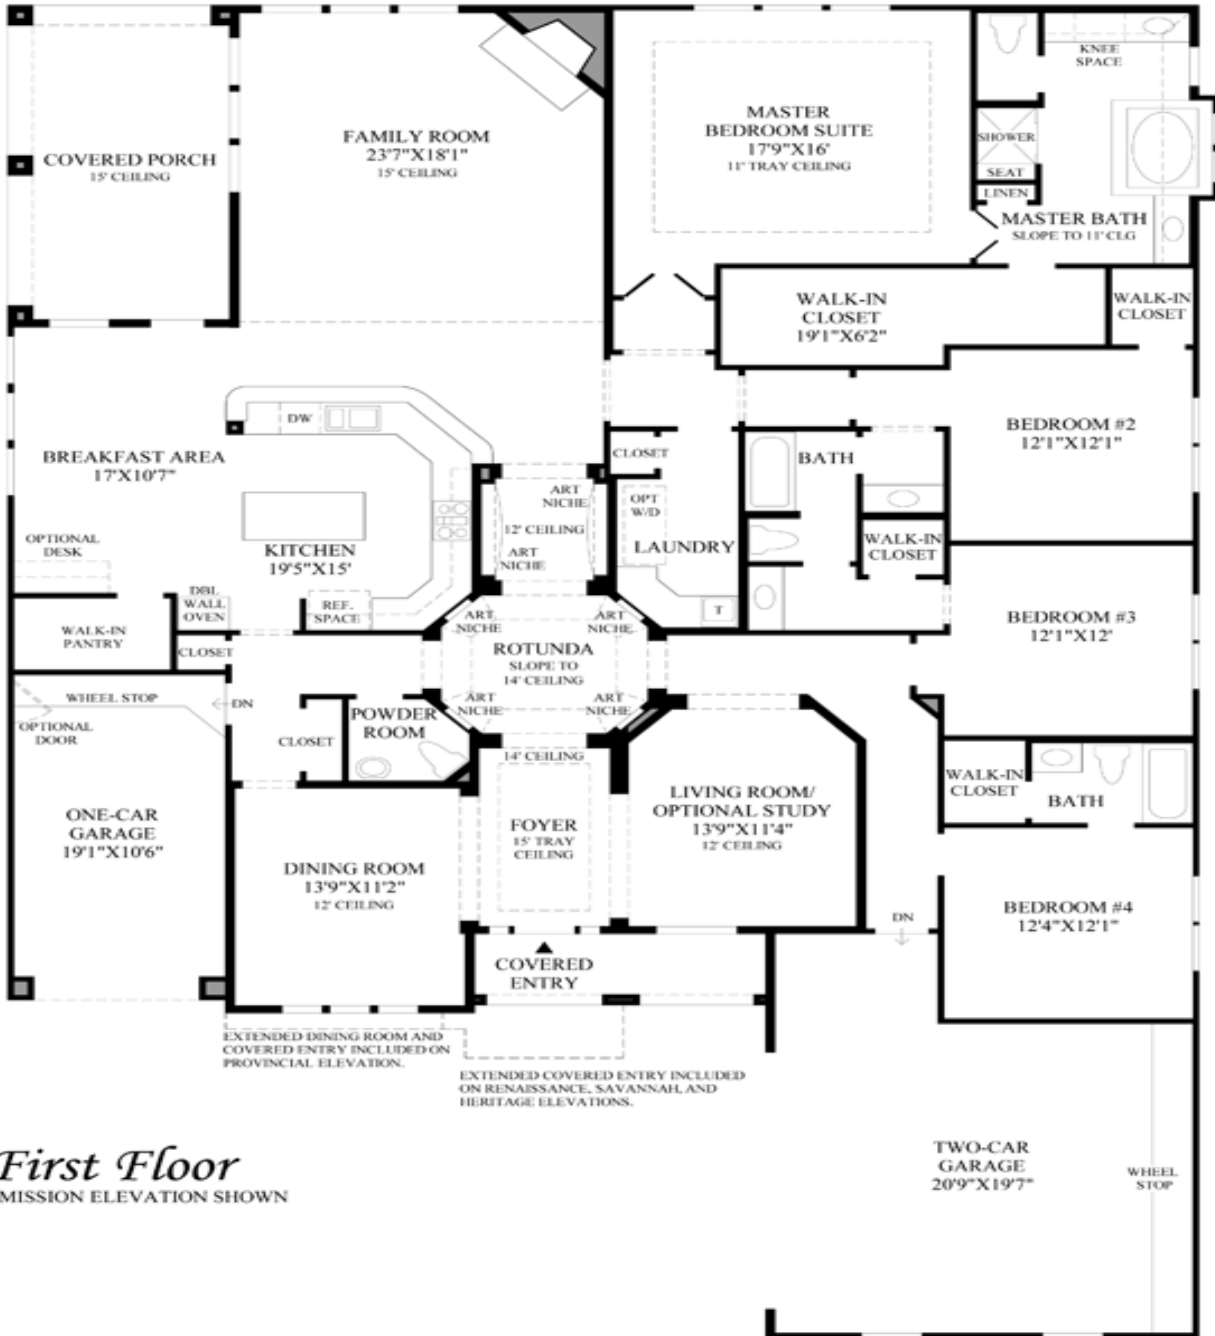 KNEE
SPACE
COVERED PORCH
15' CEILING
FAMILY ROOM
23'7"X18'1"
15' CEILING
MASTER
BEDROOM SUITE
17'9"X16'
11' TRAY CEILING
SHOWER
SEAT
LINEN
MASTER BATH
SLOPE TO 11' CLG
WALK-IN
CLOSET
19'1"X6'2"
WALK-IN
CLOSET
DW
BREAKFAST AREA
17'X10'7"
BEDROOM #2
12'1"X12'1"
CLOSET
BATH
ART
NICHE
12' CEILING
ART
NICHE
OPT
W/D
LAUNDRY
WALK-IN
CLOSET
OPTIONAL
DESK
KITCHEN
19'5"X15'
DBL
WALL
OVEN
REF.
SPACE
T
ART
NICHE
ART
NICHE
BEDROOM #3
12'1"X12'
WALK-IN
PANTRY
CLOSET
ROTUNDA
SLOPE TO
14' CEILING
ART
NICHE
ART
NICHE
WHEEL STOP
DN
OPTIONAL
DOOR
CLOSET
POWDER
ROOM
14' CEILING
WALK-IN
CLOSET
BATH
ONE-CAR
GARAGE
19'1"X10'6"
DINING ROOM
13'9"X11'2"
12' CEILING
FOYER
15' TRAY
CEILING
LIVING ROOM/
OPTIONAL STUDY
13'9"X11'4"
12' CEILING
DN
BEDROOM #4
12'4"X12'1"
COVERED
ENTRY
EXTENDED DINING ROOM AND
COVERED ENTRY INCLUDED ON
PROVINCIAL ELEVATION.
EXTENDED COVERED ENTRY INCLUDED
ON RENAISSANCE, SAVANNAH, AND
HERITAGE ELEVATIONS.
First Floor
MISSION ELEVATION SHOWN
TWO-CAR
GARAGE
20'9"X19'7"
WHEEL
STOP